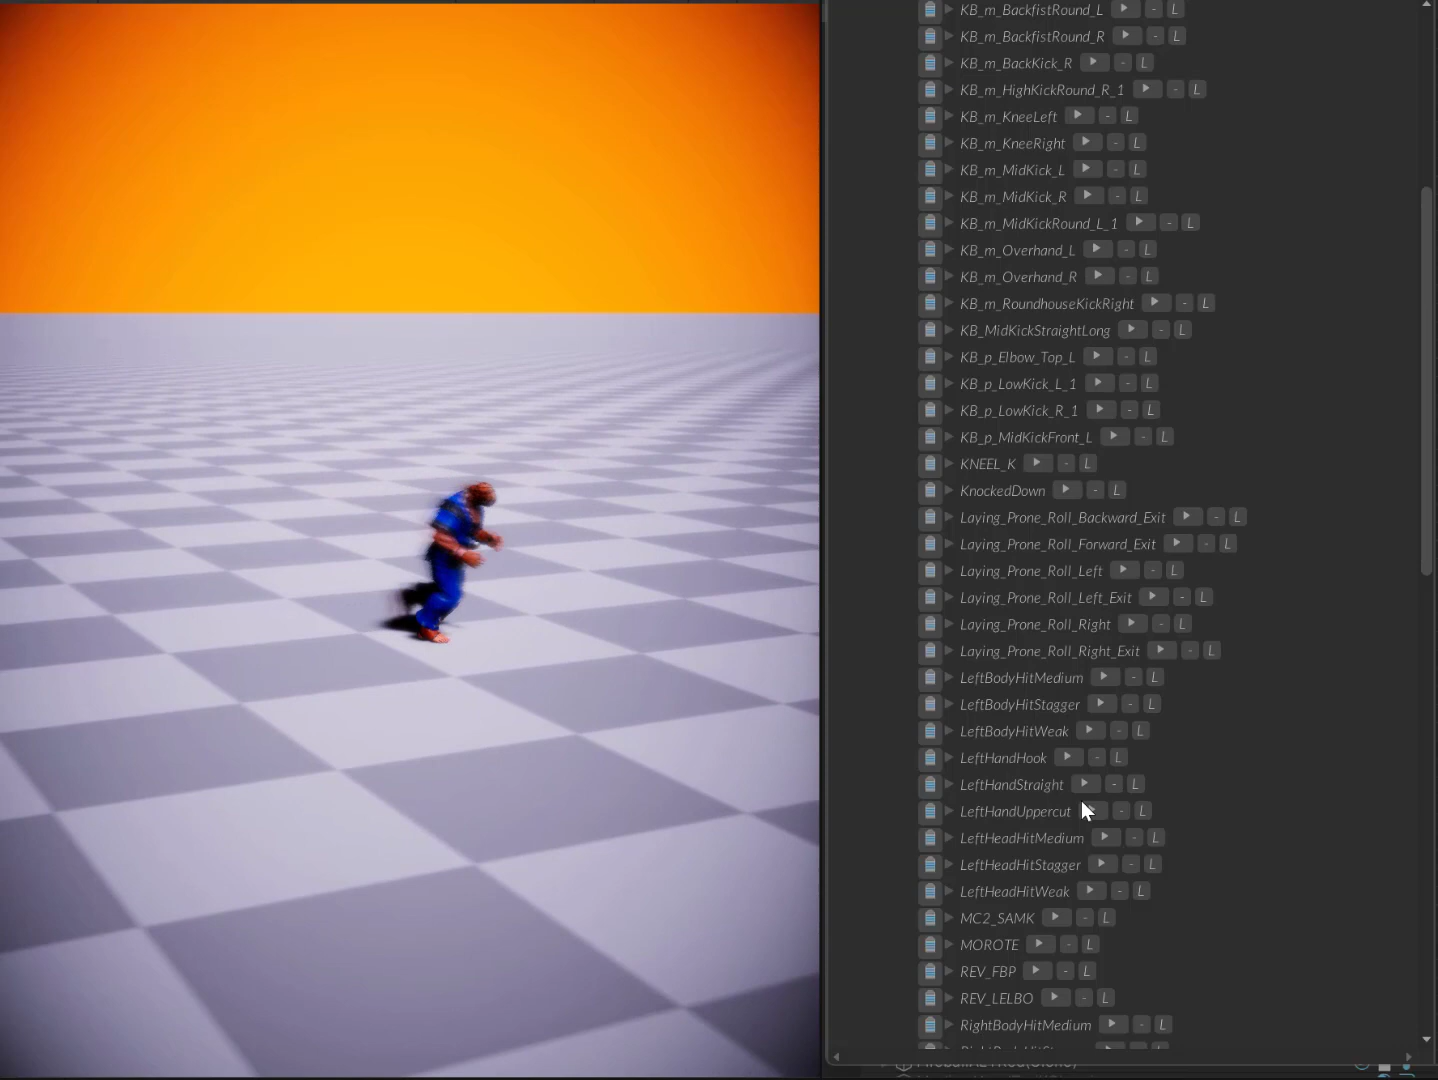 KB_m_BackfistRound_L - L
KB_m_BackfistRound_R - L
KB_m_BackKick_R - L
KB_m_HighKickRound_R_1 - L
KB_m_KneeLeft - L
KB_m_KneeRight - L
KB_m_MidKick_L - L
KB_m_MidKick_R - L
KB_m_MidKickRound_L_1 - L
KB_m_Overhand_L - L
KB_m_Overhand_R - L
KB_m_RoundhouseKickRight - L
KB_MidKickStraightLong - L
KB_p_Elbow_Top_L - L
KB_p_LowKick_L_1 - L
KB_p_LowKick_R_1 - L
KB_p_MidKickFront_L - L
KNEEL_K - L
KnockedDown - L
Laying_Prone_Roll_Backward_Exit - L
Laying_Prone_Roll_Forward_Exit - L
Laying_Prone_Roll_Left - L
Laying_Prone_Roll_Left_Exit - L
Laying_Prone_Roll_Right - L
Laying_Prone_Roll_Right_Exit - L
LeftBodyHitMedium - L
LeftBodyHitStagger - L
LeftBodyHitWeak - L
LeftHandHook - L
LeftHandStraight - L
LeftHandUppercut - L
LeftHeadHitMedium - L
LeftHeadHitStagger - L
LeftHeadHitWeak - L
MC2_SAMK - L
MOROTE - L
REV_FBP - L
REV_LELBO - L
RightBodyHitMedium - L